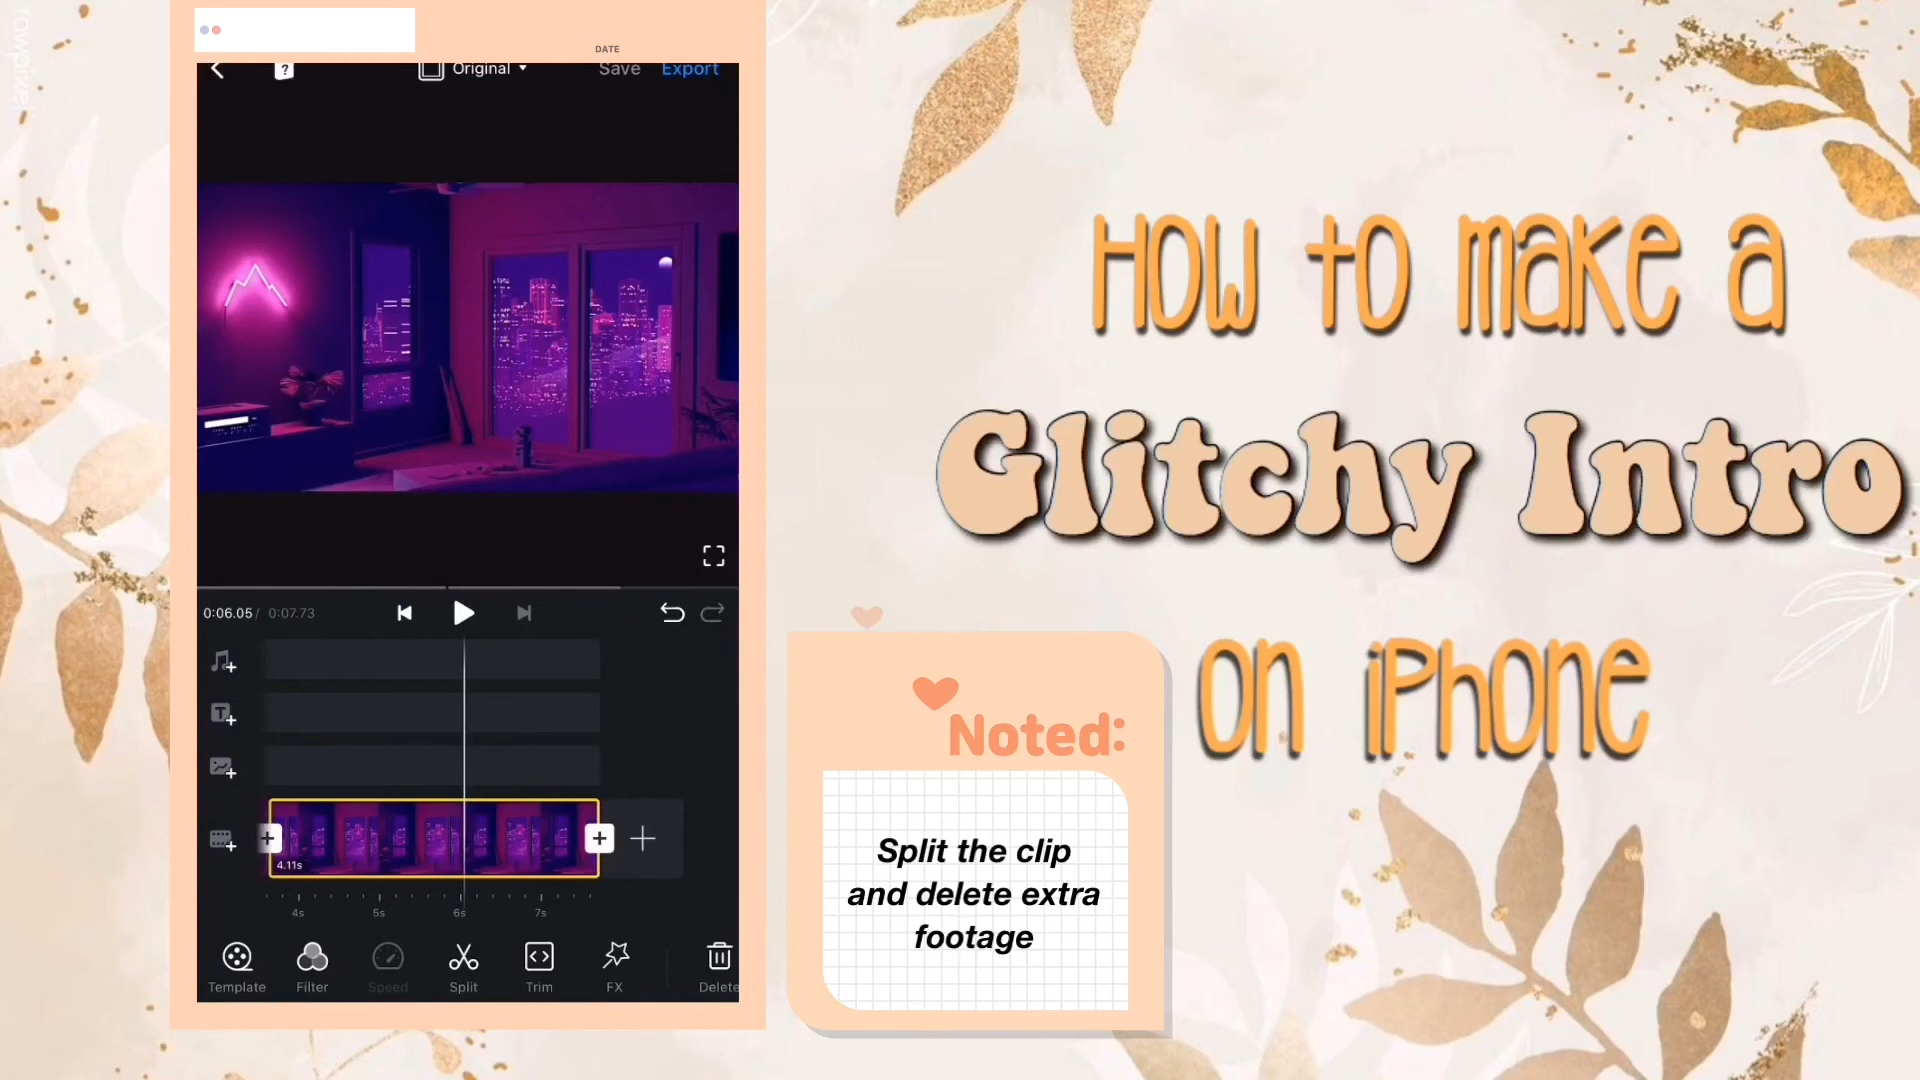 rawpixel
DATE
?
Original
Save
Export
How to make a
Glitchy Intro
on iPhone
0:06.05 / 0:07.73
4.11s
4s
5s
6s
7s
Template
Filter
Speed
Split
Trim
FX
Delete
Noted:
Split the clip
and delete extra
footage